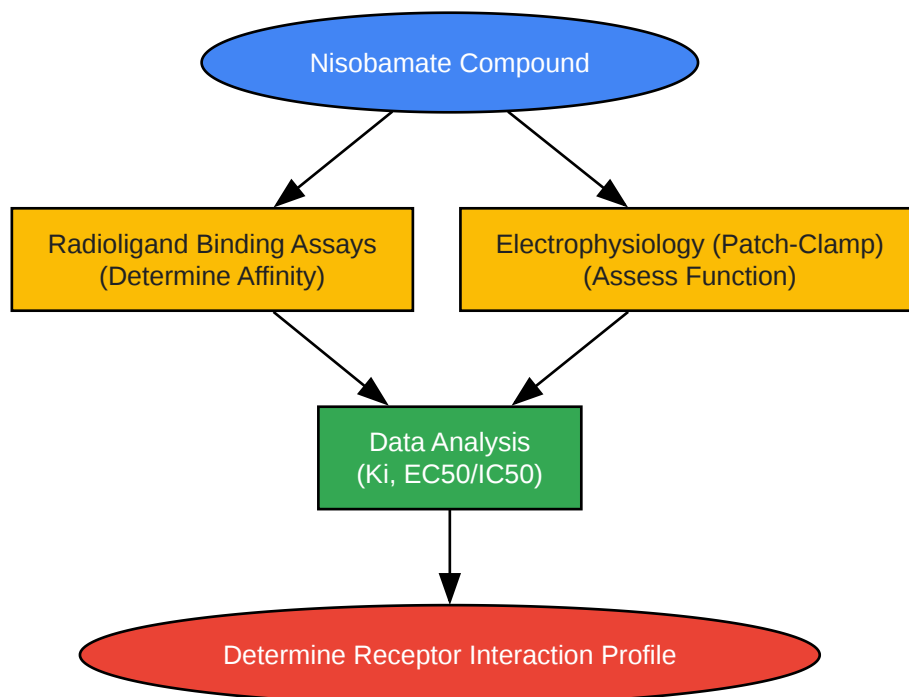 Nisobamate Compound
Radioligand Binding Assays
(Determine Affinity)
Electrophysiology (Patch-Clamp)
(Assess Function)
Data Analysis
(Ki, EC50/IC50)
Determine Receptor Interaction Profile